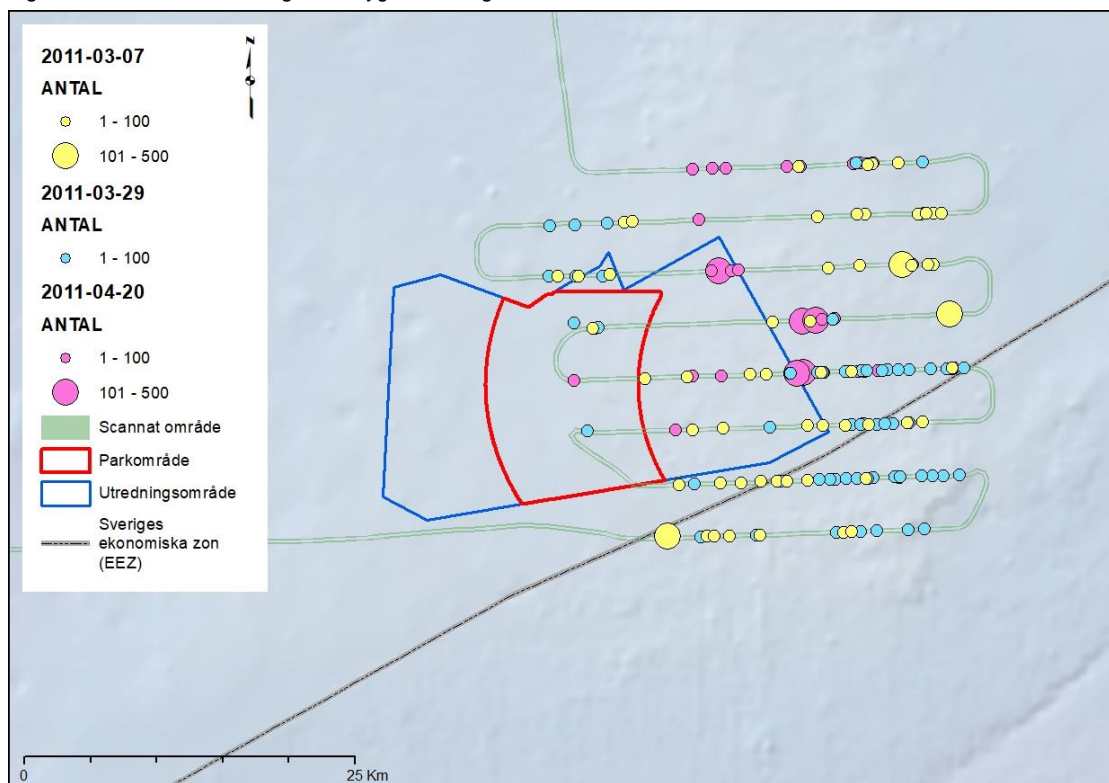 2011-03-07
ANTAL
1 - 100
101 - 500
2011-03-29
ANTAL
1 - 100
2011-04-20
ANTAL
1 - 100
101 - 500
Scannat område
Parkområde
Utredningsområde
Sveriges
ekonomiska zon
(EEZ)
N
0
25 Km